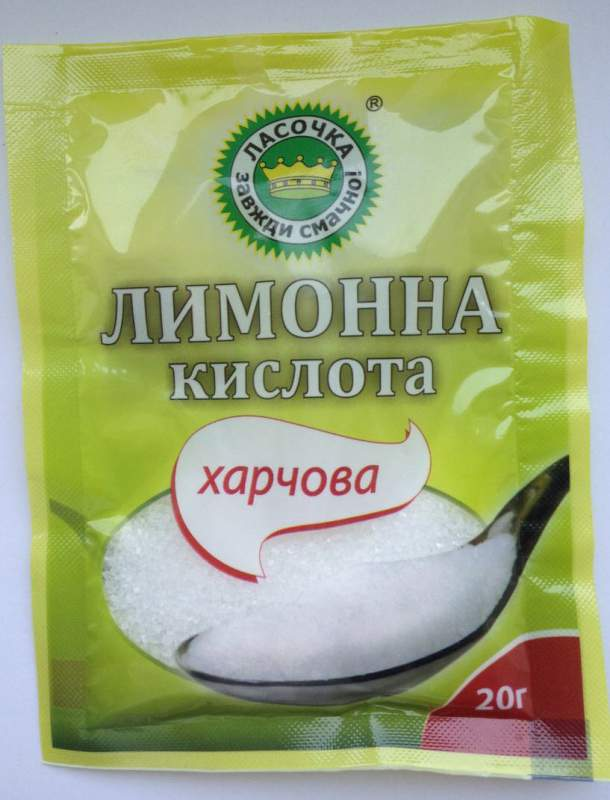 ЛАСОЧКА
®
завжди смачно!
ЛИМОННА
кислота
харчова
20г